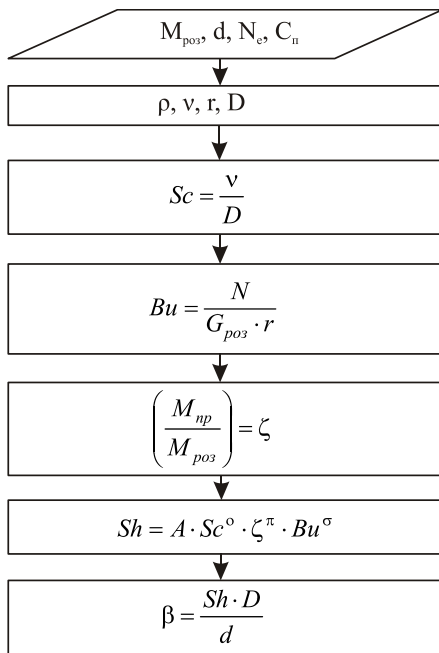 M_роз, d, N_e, C_п
ρ, ν, r, D
Sc = ν / D
Bu = N / (G_роз · r)
(M_пр / M_роз) = ζ
Sh = A · Sc^ο · ζ^π · Bu^σ
β = Sh · D / d